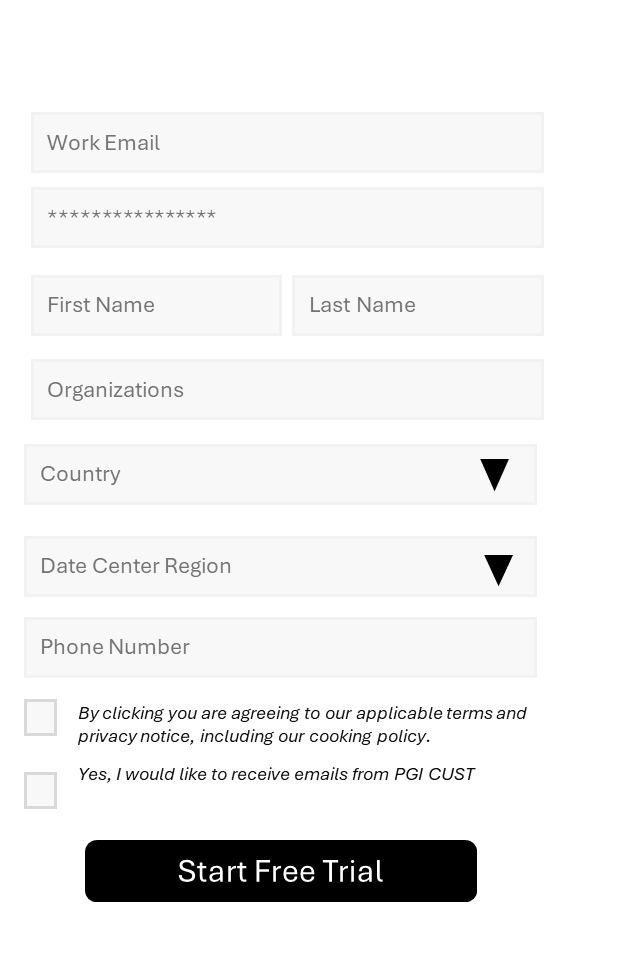 Work Email
****************
First Name
Last Name
Organizations
Country
Date Center Region
Phone Number
By clicking you are agreeing to our applicable terms and
privacy notice, including our cooking policy.
Yes, I would like to receive emails from PGI CUST
Start Free Trial